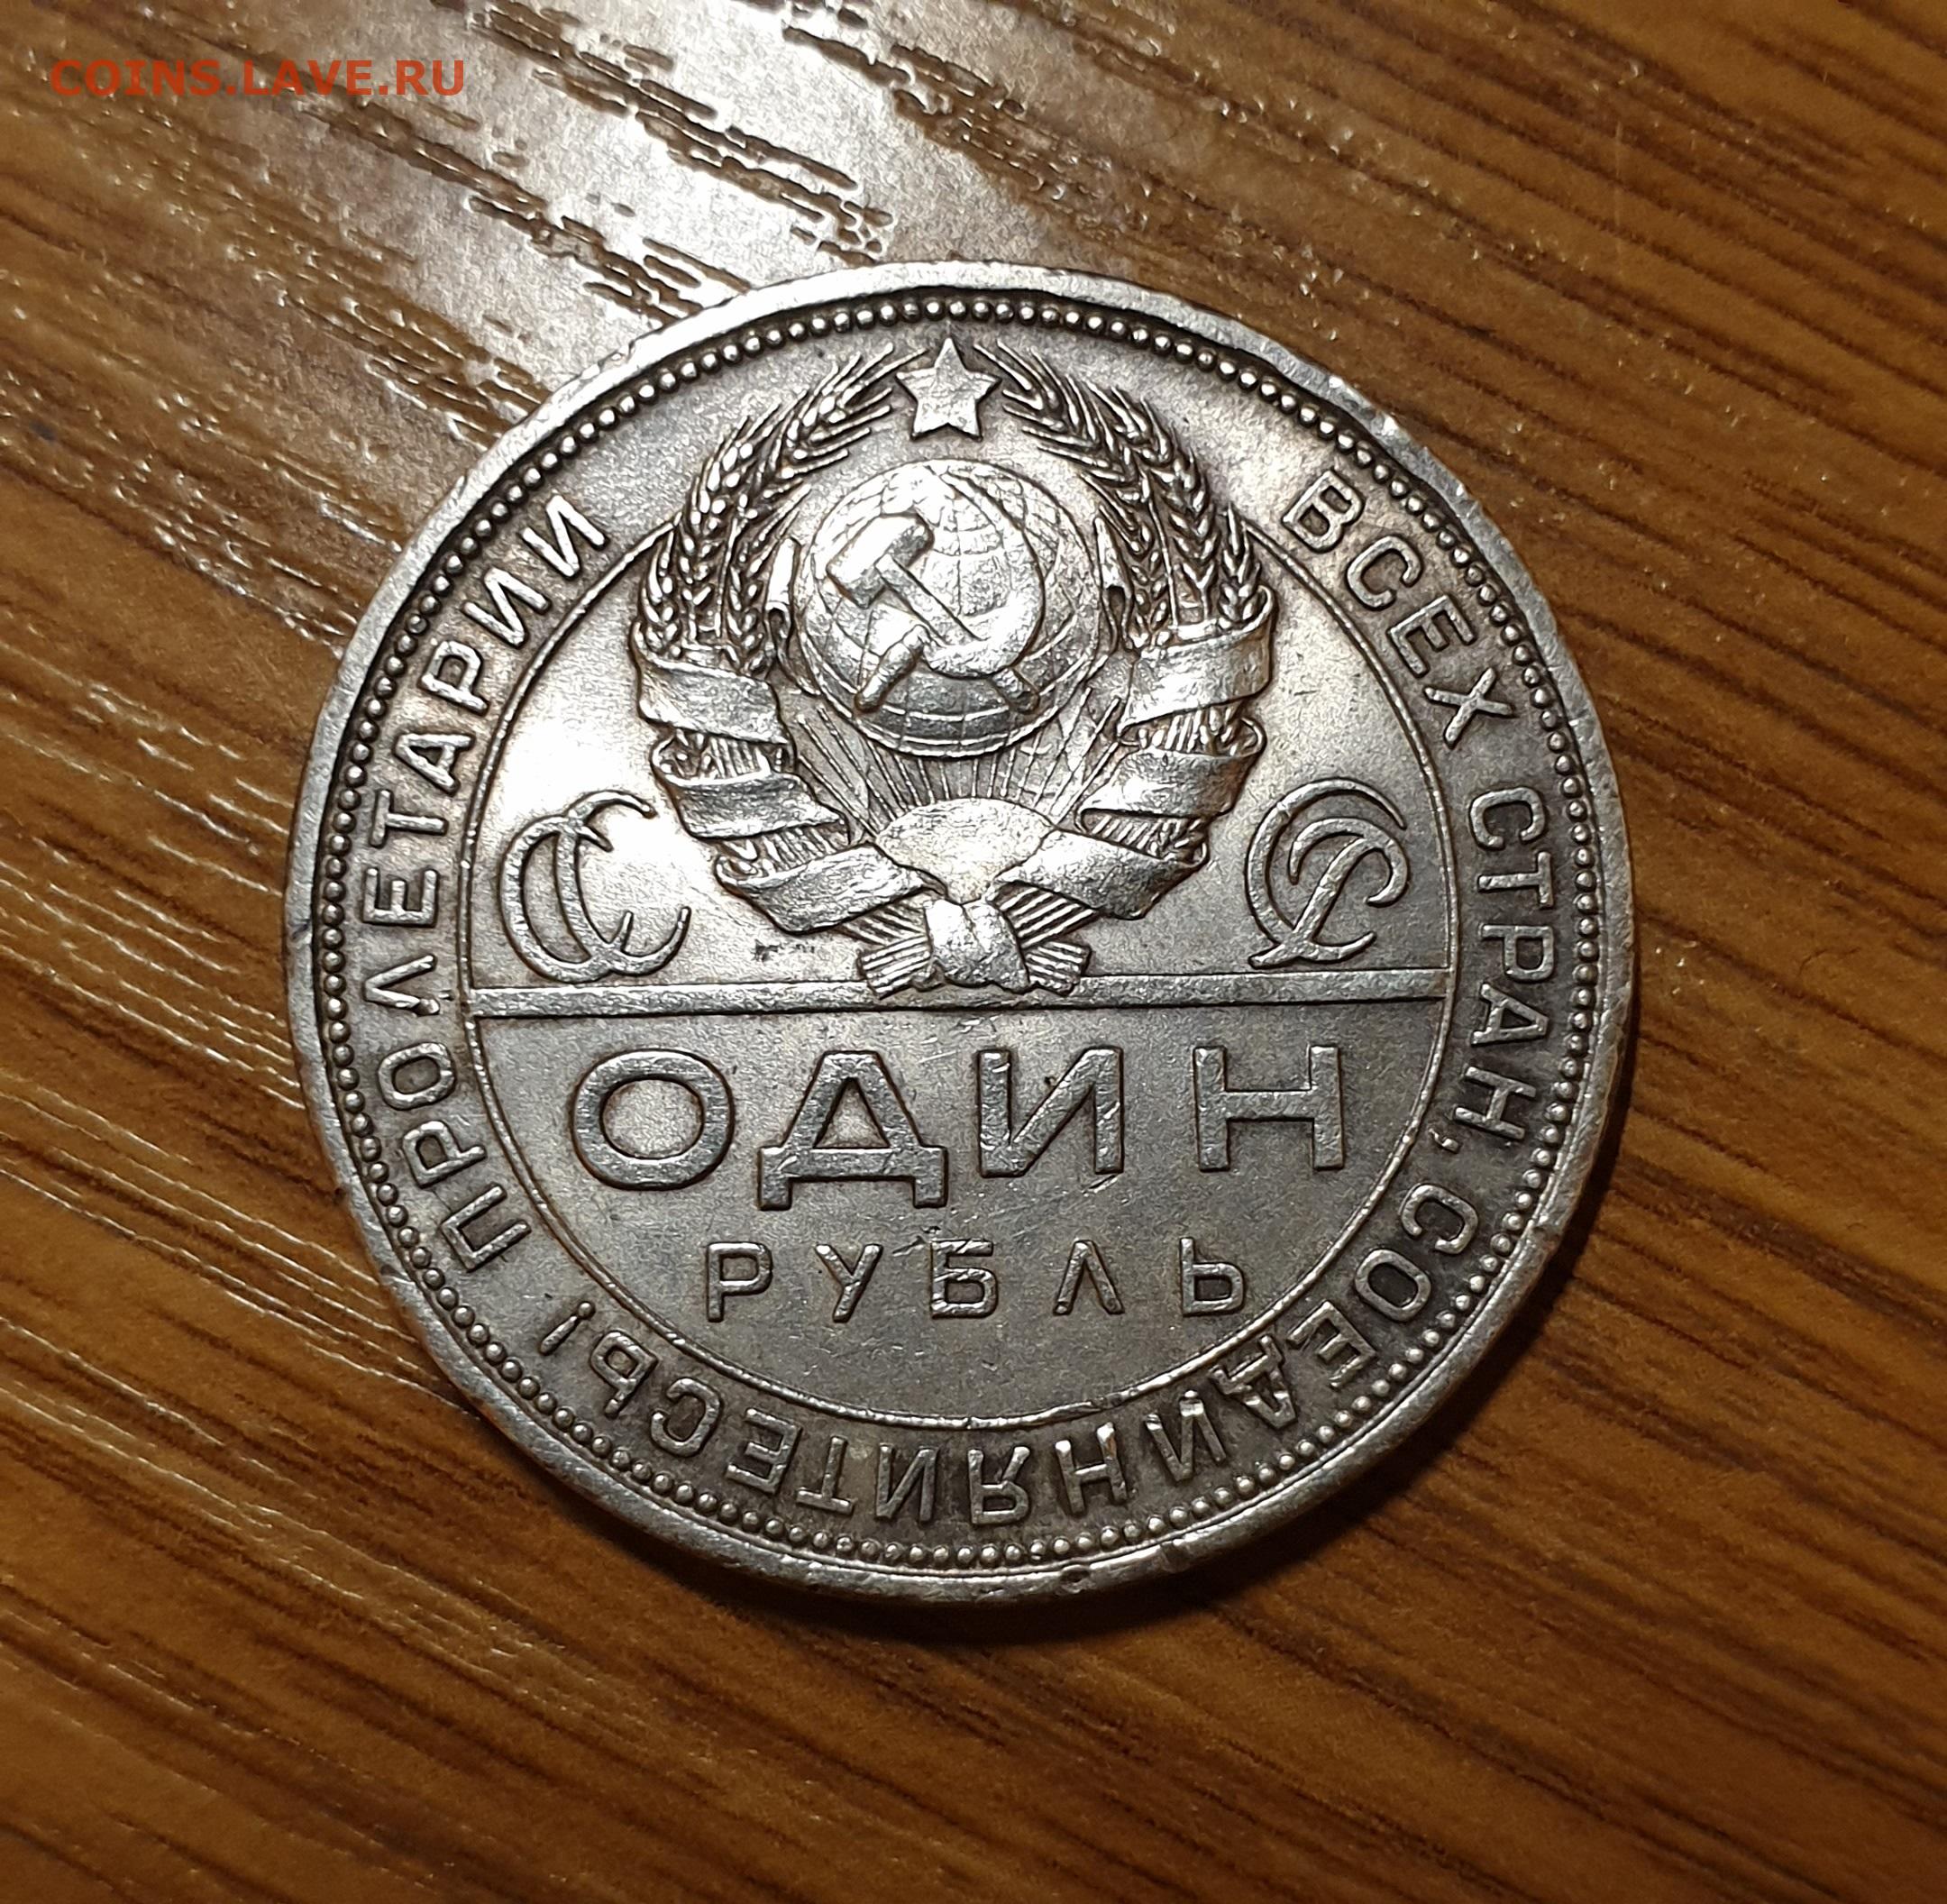 COINS.LAVE.RU
ПРОЛЕТАРИИ ВСЕХ СТРАН, СОЕДИНЯЙТЕСЬ!
СССР
ОДИН
РУБЛЬ